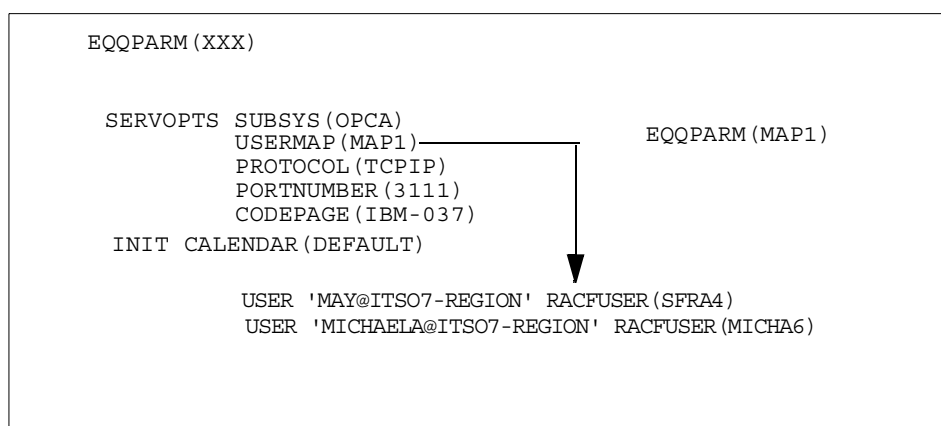 EQQPARM(XXX)
SERVOPTS SUBSYS(OPCA)
USERMAP(MAP1)
EQQPARM(MAP1)
PROTOCOL(TCPIP)
PORTNUMBER(3111)
CODEPAGE(IBM-037)
INIT CALENDAR(DEFAULT)
USER 'MAY@ITSO7-REGION' RACFUSER(SFRA4)
USER 'MICHAELA@ITSO7-REGION' RACFUSER(MICHA6)